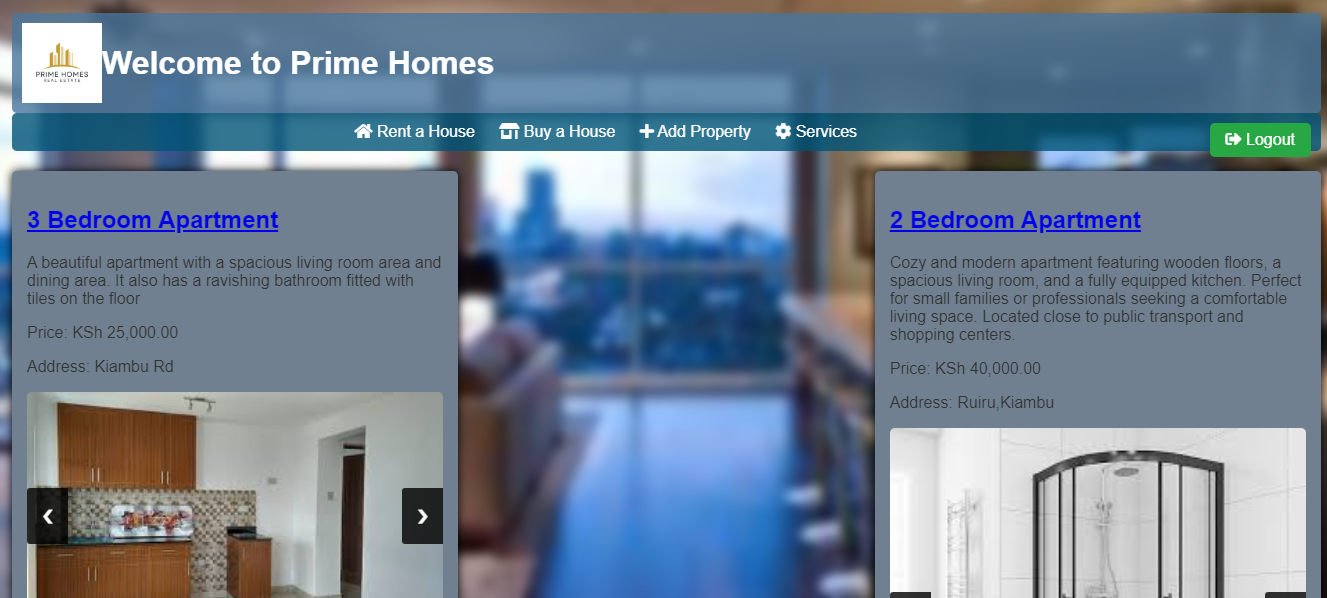 PRIME HOMES
REAL ESTATE
Welcome to Prime Homes
Rent a House
Buy a House
Add Property
Services
Logout
3 Bedroom Apartment
A beautiful apartment with a spacious living room area and
dining area. It also has a ravishing bathroom fitted with
tiles on the floor
Price: KSh 25,000.00
Address: Kiambu Rd
2 Bedroom Apartment
Cozy and modern apartment featuring wooden floors, a
spacious living room, and a fully equipped kitchen. Perfect
for small families or professionals seeking a comfortable
living space. Located close to public transport and
shopping centers.
Price: KSh 40,000.00
Address: Ruiru,Kiambu